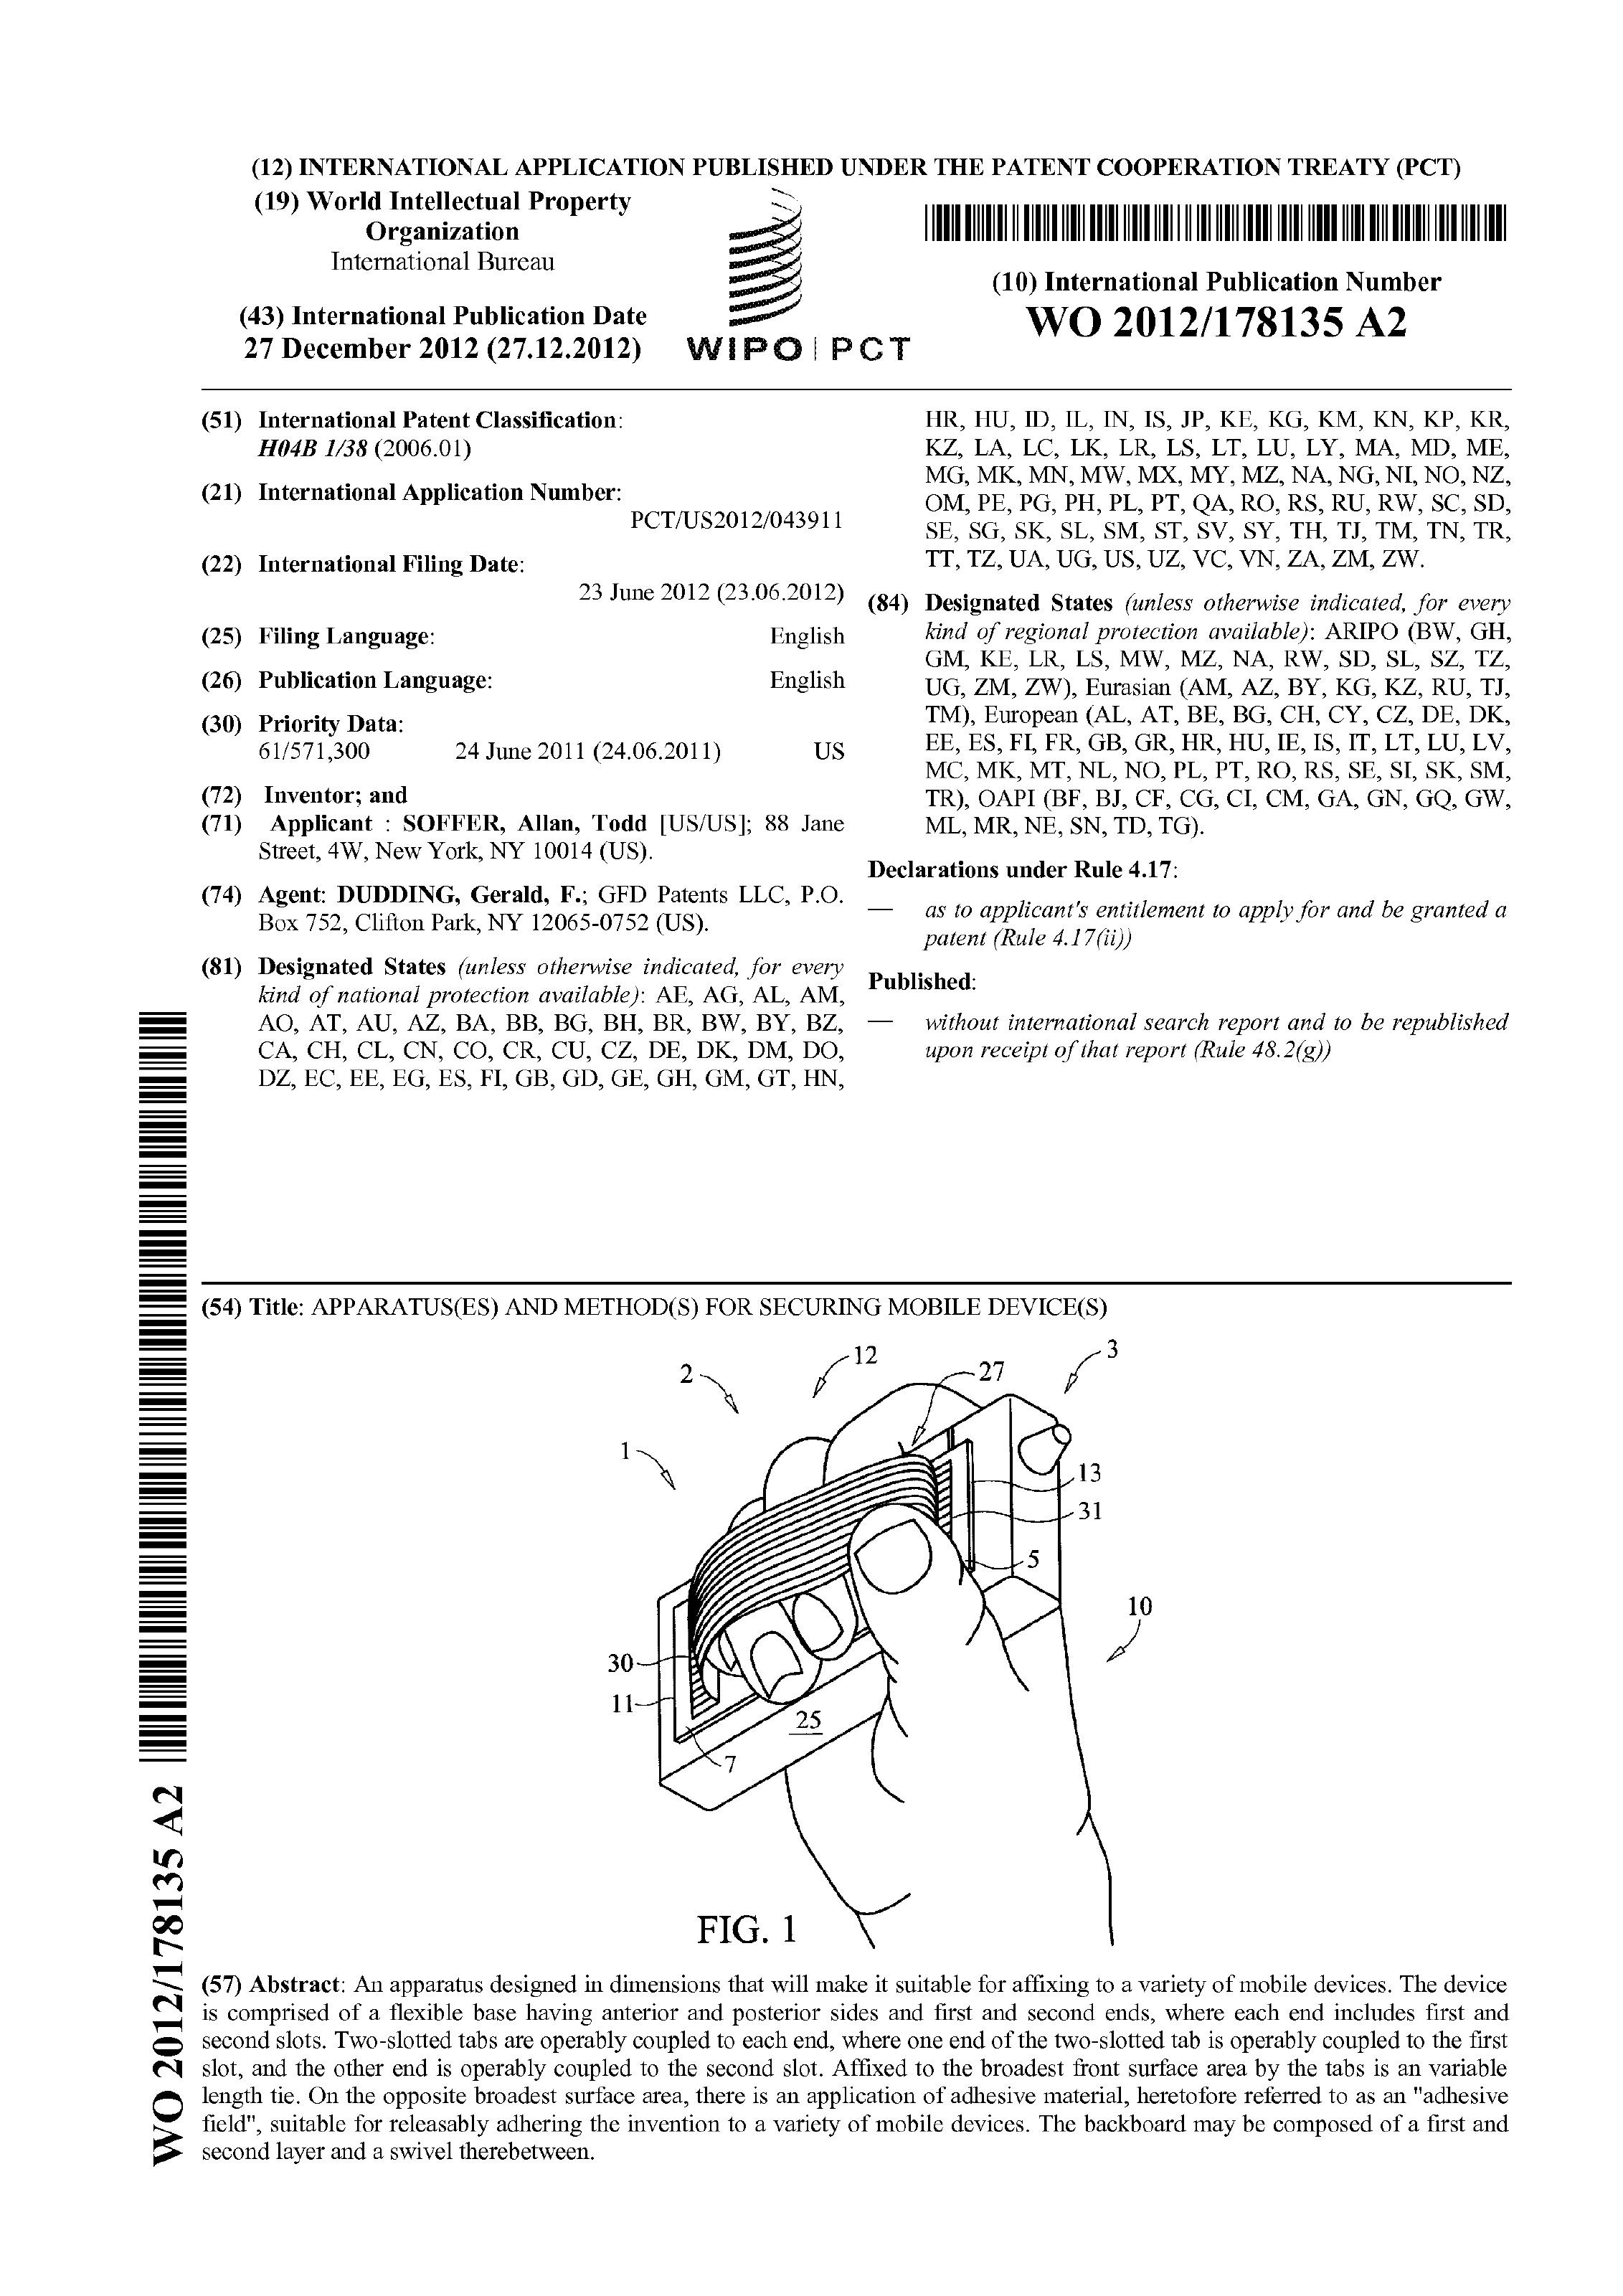 (12) INTERNATIONAL APPLICATION PUBLISHED UNDER THE PATENT COOPERATION TREATY (PCT)
(19) World Intellectual Property
Organization
International Bureau
(43) International Publication Date
27 December 2012 (27.12.2012)
WIPO | PCT
(10) International Publication Number
WO 2012/178135 A2
(51) International Patent Classification:
H04B 1/38 (2006.01)
(21) International Application Number:
PCT/US2012/043911
(22) International Filing Date:
23 June 2012 (23.06.2012)
(25) Filing Language: English
(26) Publication Language: English
(30) Priority Data:
61/571,300 24 June 2011 (24.06.2011) US
(72) Inventor; and
(71) Applicant : SOFFER, Allan, Todd [US/US]; 88 Jane
Street, 4W, New York, NY 10014 (US).
(74) Agent: DUDDING, Gerald, F.; GFD Patents LLC, P.O.
Box 752, Clifton Park, NY 12065-0752 (US).
(81) Designated States (unless otherwise indicated, for every
kind of national protection available): AE, AG, AL, AM,
AO, AT, AU, AZ, BA, BB, BG, BH, BR, BW, BY, BZ,
CA, CH, CL, CN, CO, CR, CU, CZ, DE, DK, DM, DO,
DZ, EC, EE, EG, ES, FI, GB, GD, GE, GH, GM, GT, HN,
HR, HU, ID, IL, IN, IS, JP, KE, KG, KM, KN, KP, KR,
KZ, LA, LC, LK, LR, LS, LT, LU, LY, MA, MD, ME,
MG, MK, MN, MW, MX, MY, MZ, NA, NG, NI, NO, NZ,
OM, PE, PG, PH, PL, PT, QA, RO, RS, RU, RW, SC, SD,
SE, SG, SK, SL, SM, ST, SV, SY, TH, TJ, TM, TN, TR,
TT, TZ, UA, UG, US, UZ, VC, VN, ZA, ZM, ZW.
(84) Designated States (unless otherwise indicated, for every
kind of regional protection available): ARIPO (BW, GH,
GM, KE, LR, LS, MW, MZ, NA, RW, SD, SL, SZ, TZ,
UG, ZM, ZW), Eurasian (AM, AZ, BY, KG, KZ, RU, TJ,
TM), European (AL, AT, BE, BG, CH, CY, CZ, DE, DK,
EE, ES, FI, FR, GB, GR, HR, HU, IE, IS, IT, LT, LU, LV,
MC, MK, MT, NL, NO, PL, PT, RO, RS, SE, SI, SK, SM,
TR), OAPI (BF, BJ, CF, CG, CI, CM, GA, GN, GQ, GW,
ML, MR, NE, SN, TD, TG).
Declarations under Rule 4.17:
— as to applicant's entitlement to apply for and be granted a
patent (Rule 4.17(ii))
Published:
— without international search report and to be republished
upon receipt of that report (Rule 48.2(g))
WO 2012/178135 A2
(54) Title: APPARATUS(ES) AND METHOD(S) FOR SECURING MOBILE DEVICE(S)
3
12
2
27
1
13
31
5
10
30
11
25
7
FIG. 1
(57) Abstract: An apparatus designed in dimensions that will make it suitable for affixing to a variety of mobile devices. The device
is comprised of a flexible base having anterior and posterior sides and first and second ends, where each end includes first and
second slots. Two-slotted tabs are operably coupled to each end, where one end of the two-slotted tab is operably coupled to the first
slot, and the other end is operably coupled to the second slot. Affixed to the broadest front surface area by the tabs is an variable
length tie. On the opposite broadest surface area, there is an application of adhesive material, heretofore referred to as an "adhesive
field", suitable for releasably adhering the invention to a variety of mobile devices. The backboard may be composed of a first and
second layer and a swivel therebetween.